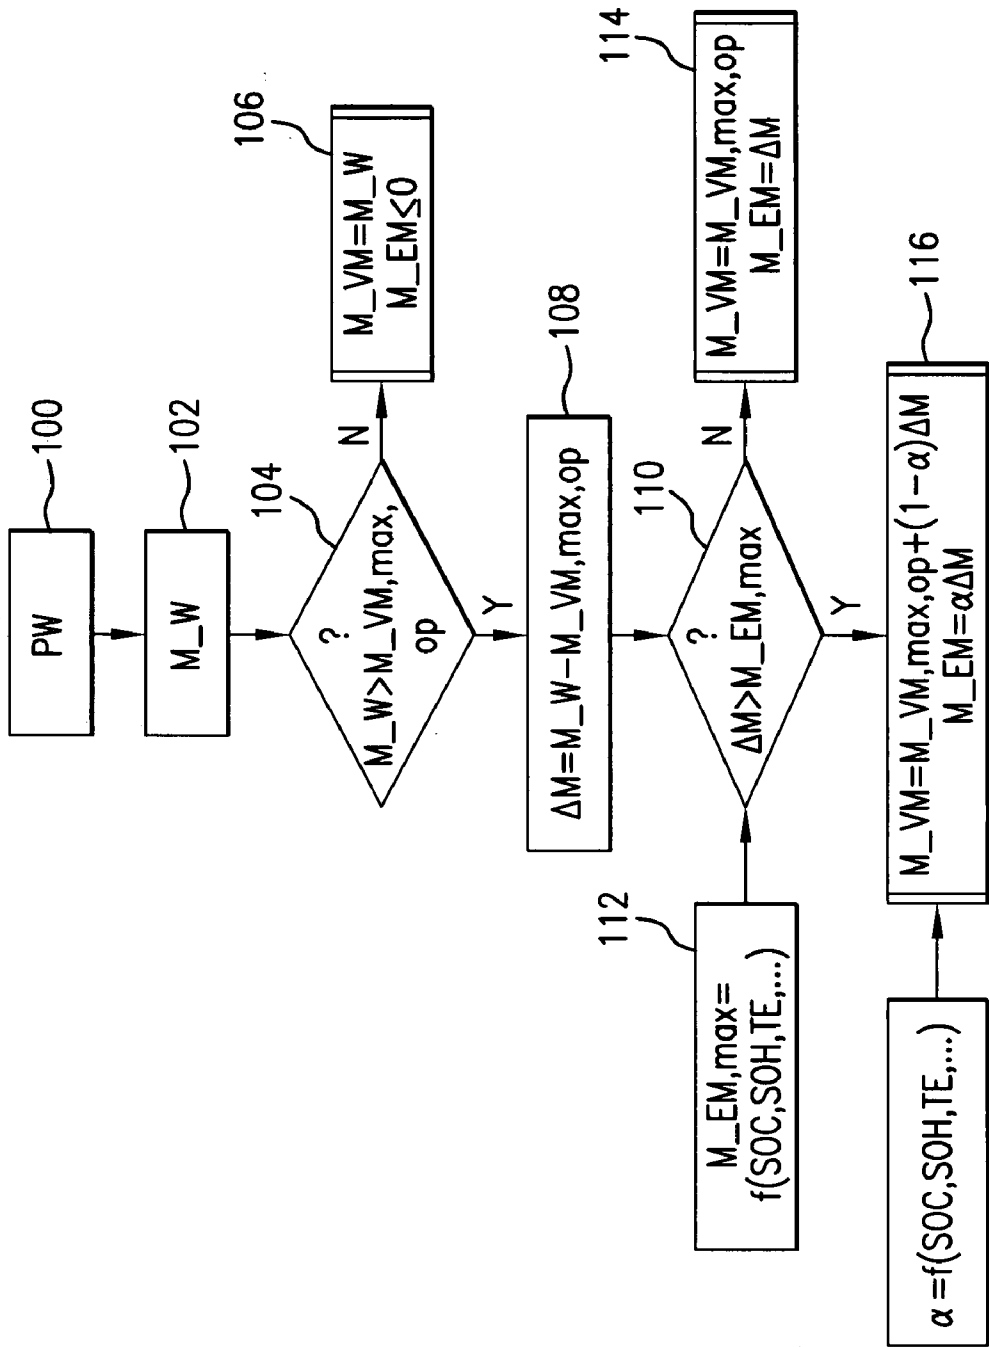 100
PW
102
M_W
104
?
M_W>M_VM,max,
op
N
Y
106
M_VM=M_W
M_EM≤0
108
ΔM=M_W-M_VM,max,op
110
?
ΔM>M_EM,max
N
Y
112
M_EM,max=
f(SOC,SOH,TE,...)
114
M_VM=M_VM,max,op
M_EM=ΔM
116
M_VM=M_VM,max,op+(1-α)ΔM
M_EM=αΔM
α=f(SOC,SOH,TE,...)